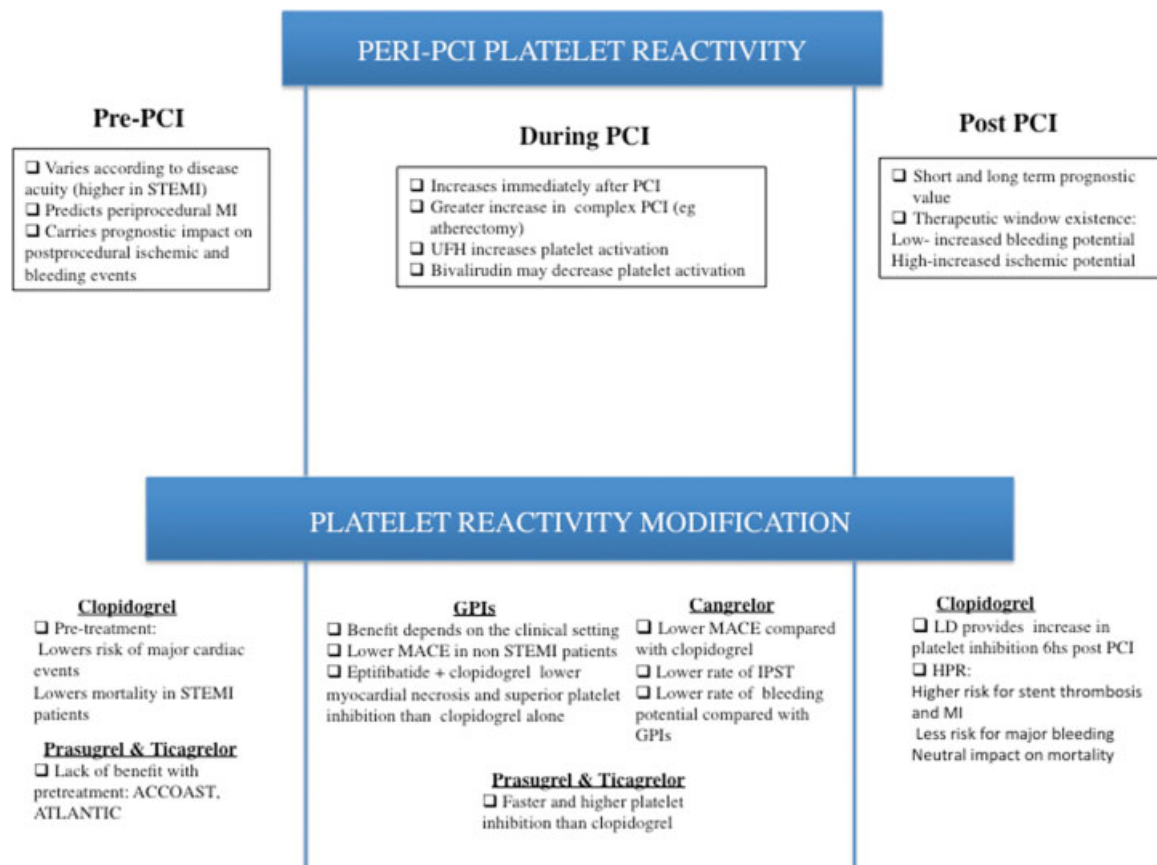 PERI-PCI PLATELET REACTIVITY
Pre-PCI
❑ Varies according to disease
acuity (higher in STEMI)
❑ Predicts periprocedural MI
❑ Carries prognostic impact on
postprocedural ischemic and
bleeding events
During PCI
❑ Increases immediately after PCI
❑ Greater increase in complex PCI (eg
atherectomy)
❑ UFH increases platelet activation
❑ Bivalirudin may decrease platelet activation
Post PCI
❑ Short and long term prognostic
value
❑ Therapeutic window existence:
Low- increased bleeding potential
High-increased ischemic potential
PLATELET REACTIVITY MODIFICATION
Clopidogrel
❑ Pre-treatment:
Lowers risk of major cardiac
events
Lowers mortality in STEMI
patients
Prasugrel & Ticagrelor
❑ Lack of benefit with
pretreatment: ACCOAST,
ATLANTIC
GPIs
❑ Benefit depends on the clinical setting
❑ Lower MACE in non STEMI patients
❑ Eptifibatide + clopidogrel lower
myocardial necrosis and superior platelet
inhibition than clopidogrel alone
Cangrelor
❑ Lower MACE compared
with clopidogrel
❑ Lower rate of IPST
❑ Lower rate of bleeding
potential compared with
GPIs
Prasugrel & Ticagrelor
❑ Faster and higher platelet
inhibition than clopidogrel
Clopidogrel
❑ LD provides increase in
platelet inhibition 6hs post PCI
❑ HPR:
Higher risk for stent thrombosis
and MI
Less risk for major bleeding
Neutral impact on mortality